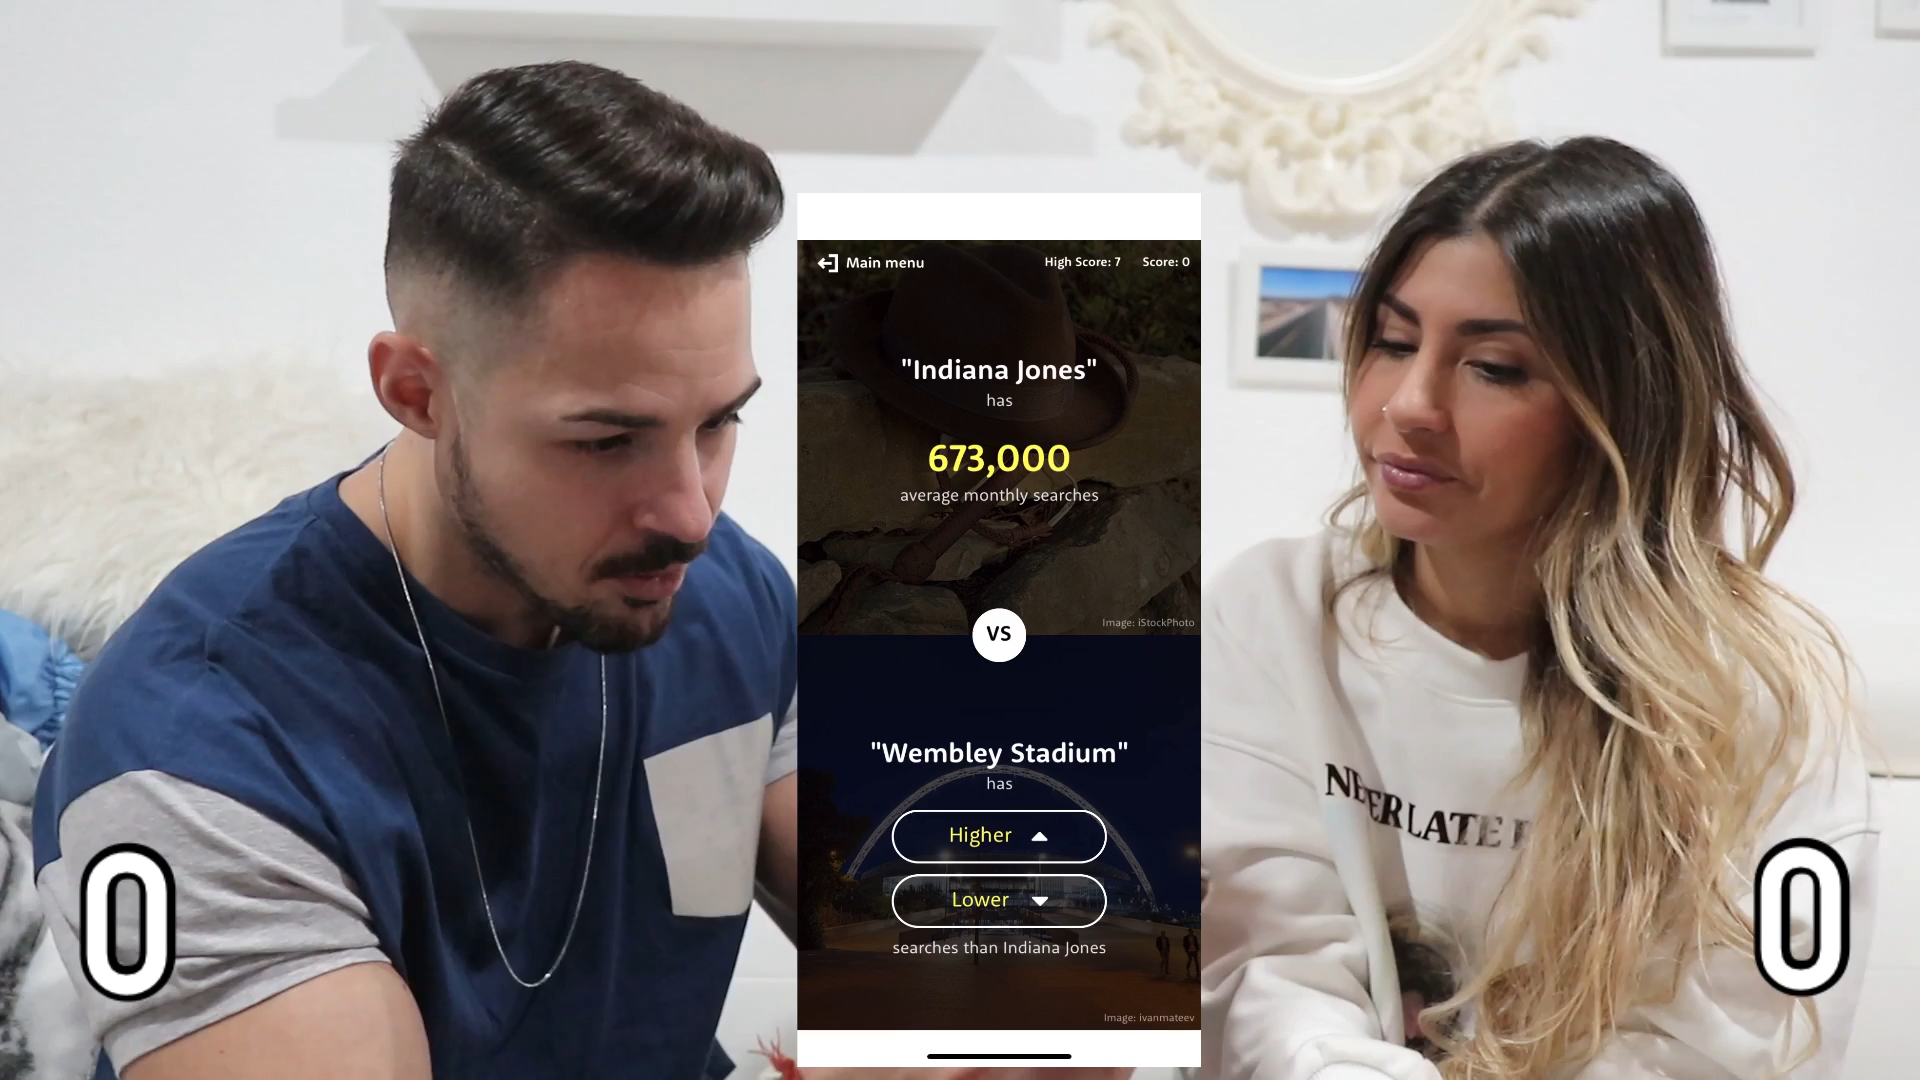 Main menu
High Score: 7
Score: 0
"Indiana Jones"
has
673,000
average monthly searches
Image: iStockPhoto
VS
"Wembley Stadium"
has
Higher
Lower
searches than Indiana Jones
Image: ivanmateev
0
0
LATE